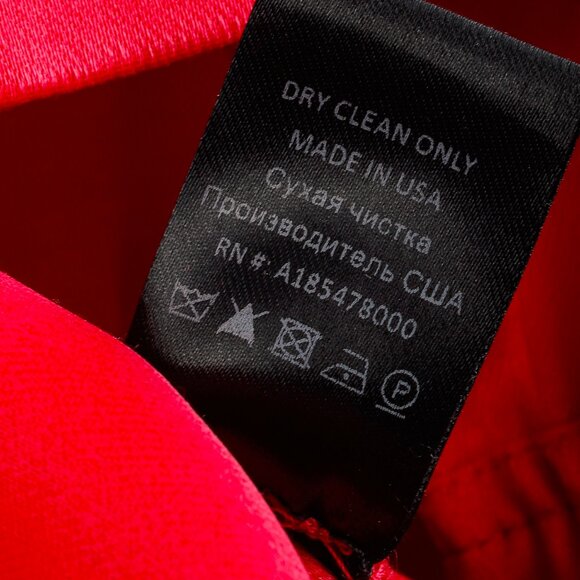 DRY CLEAN ONLY
MADE IN USA
Сухая чистка
Производитель США
RN #: A185478000
P